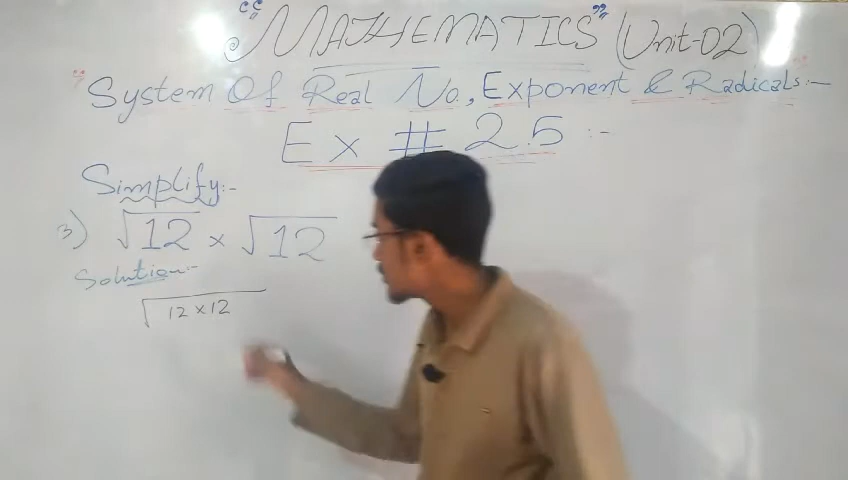 “MATHEMATICS” (Unit-02)
"System Of Real No., Exponent & Radicals:-
Ex # 2.5 :-
Simplify:-
3) √12 × √12
Solution:-
√12×12